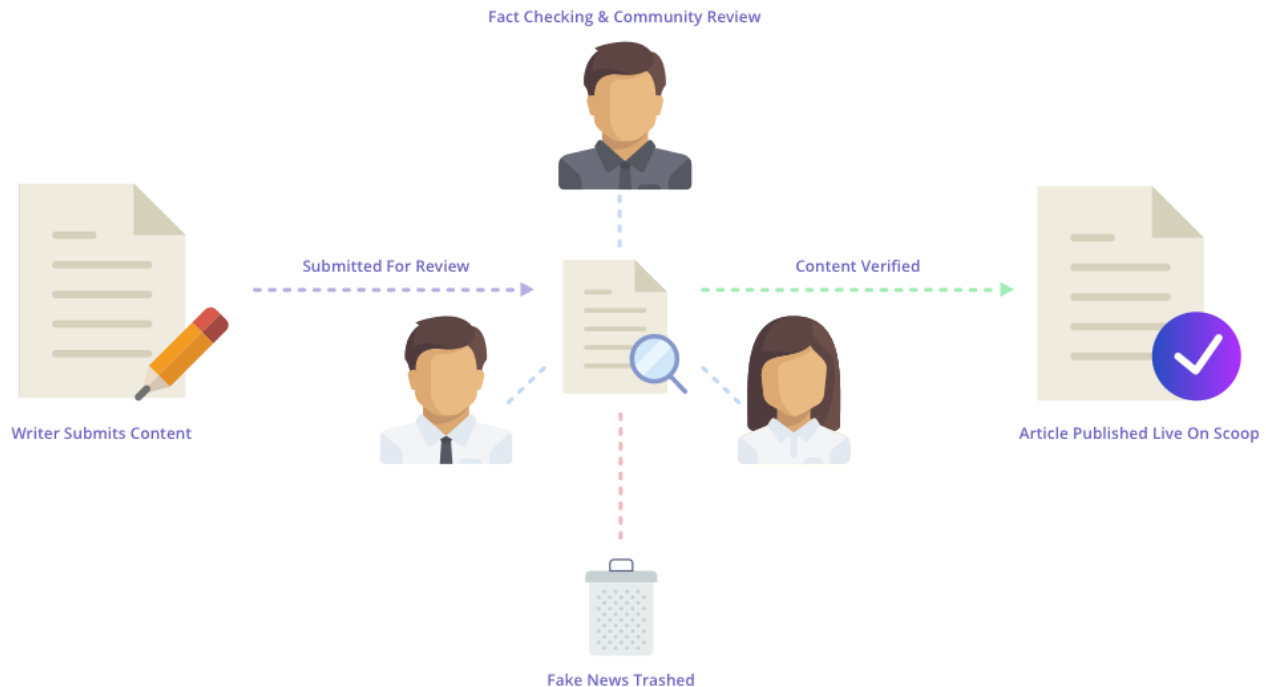 Fact Checking & Community Review
Submitted For Review
Content Verified
Writer Submits Content
Article Published Live On Scoop
Fake News Trashed